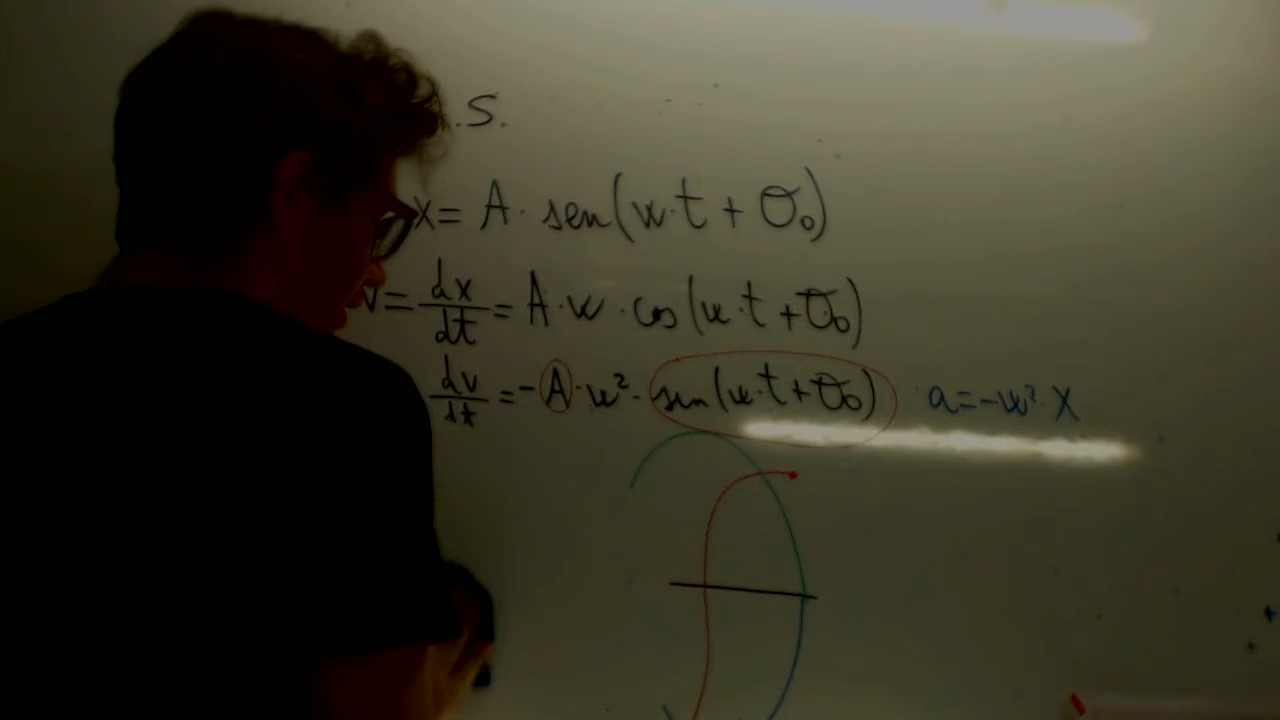 .S.
x = A · sen(w·t + θ₀)
v = dx/dt = A·w · cos(w·t + θ₀)
dv/dt = -A·w² · sen(w·t + θ₀) a = -w²·x